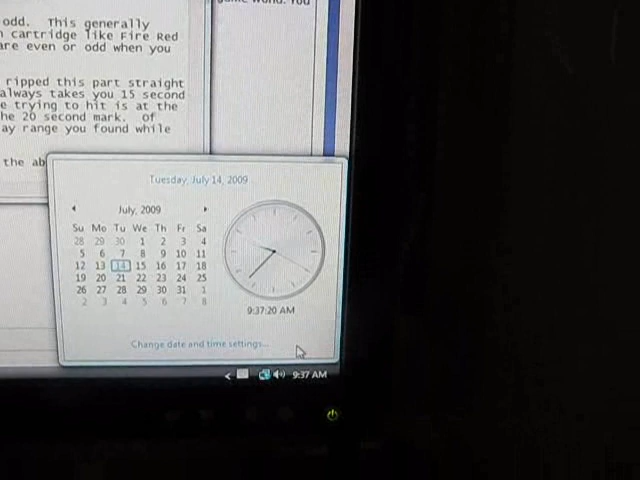 odd. This generally
cartridge like Fire Red
are even or odd when you
ripped this part straight
always takes you 15 second
e trying to hit is at the
he 20 second mark. of
ay range you found while
the ab
game world. You
Tuesday, July 14, 2009
July, 2009
Su Mo Tu We Th Fr Sa
28 29 30 1 2 3 4
5 6 7 8 9 10 11
12 13 14 15 16 17 18
19 20 21 22 23 24 25
26 27 28 29 30 31 1
2 3 4 5 6 7 8
9:37:20 AM
Change date and time settings...
9:37 AM